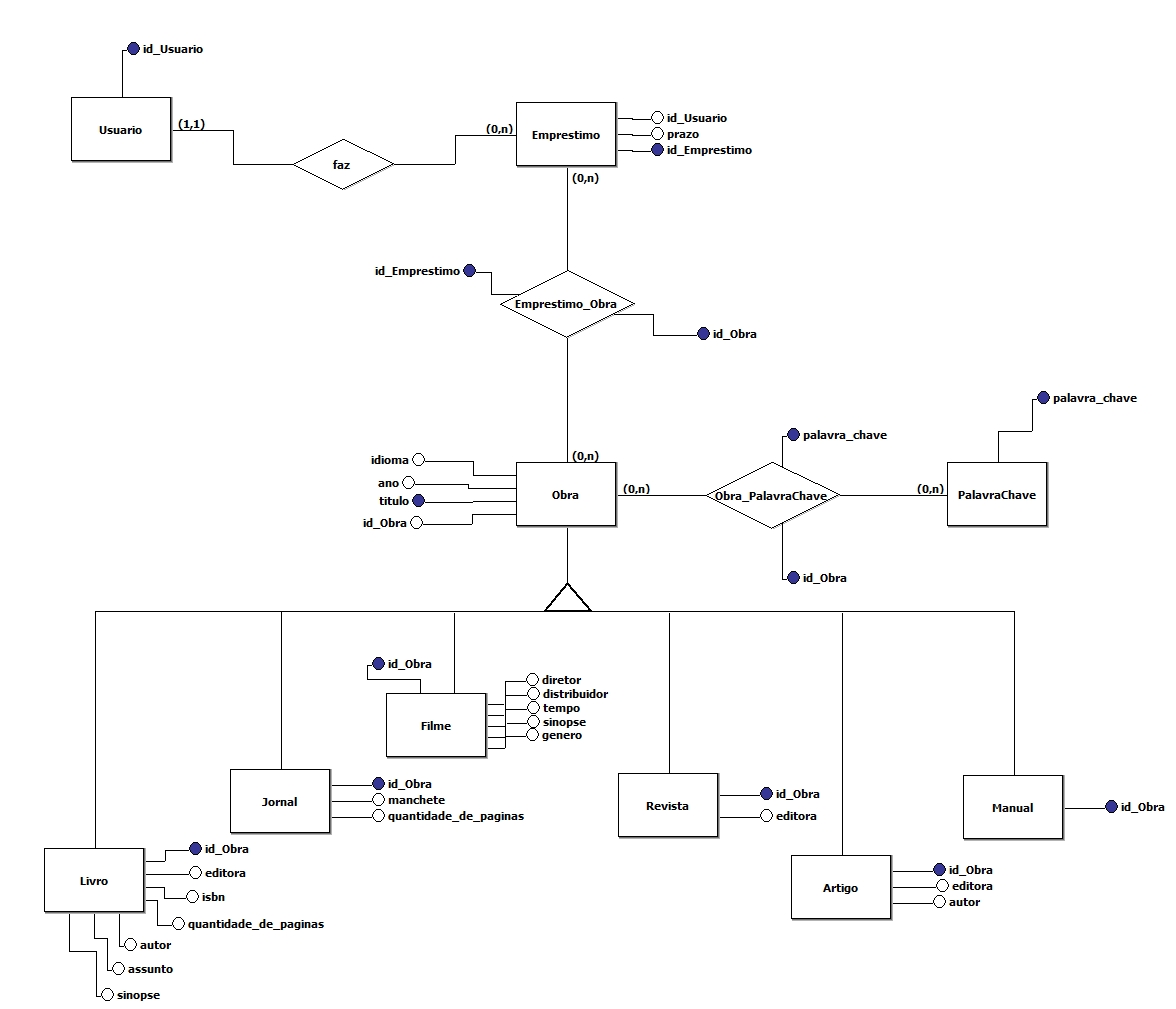 id_Usuario
Usuario
(1,1)
faz
(0,n)
Emprestimo
id_Usuario
prazo
id_Emprestimo
(0,n)
id_Emprestimo
Emprestimo_Obra
id_Obra
palavra_chave
palavra_chave
(0,n)
idioma
ano
titulo
id_Obra
Obra
(0,n)
Obra_PalavraChave
(0,n)
PalavraChave
id_Obra
id_Obra
Filme
diretor
distribuidor
tempo
sinopse
genero
Jornal
id_Obra
manchete
quantidade_de_paginas
Revista
id_Obra
editora
Manual
id_Obra
Livro
id_Obra
editora
isbn
quantidade_de_paginas
autor
assunto
sinopse
Artigo
id_Obra
editora
autor